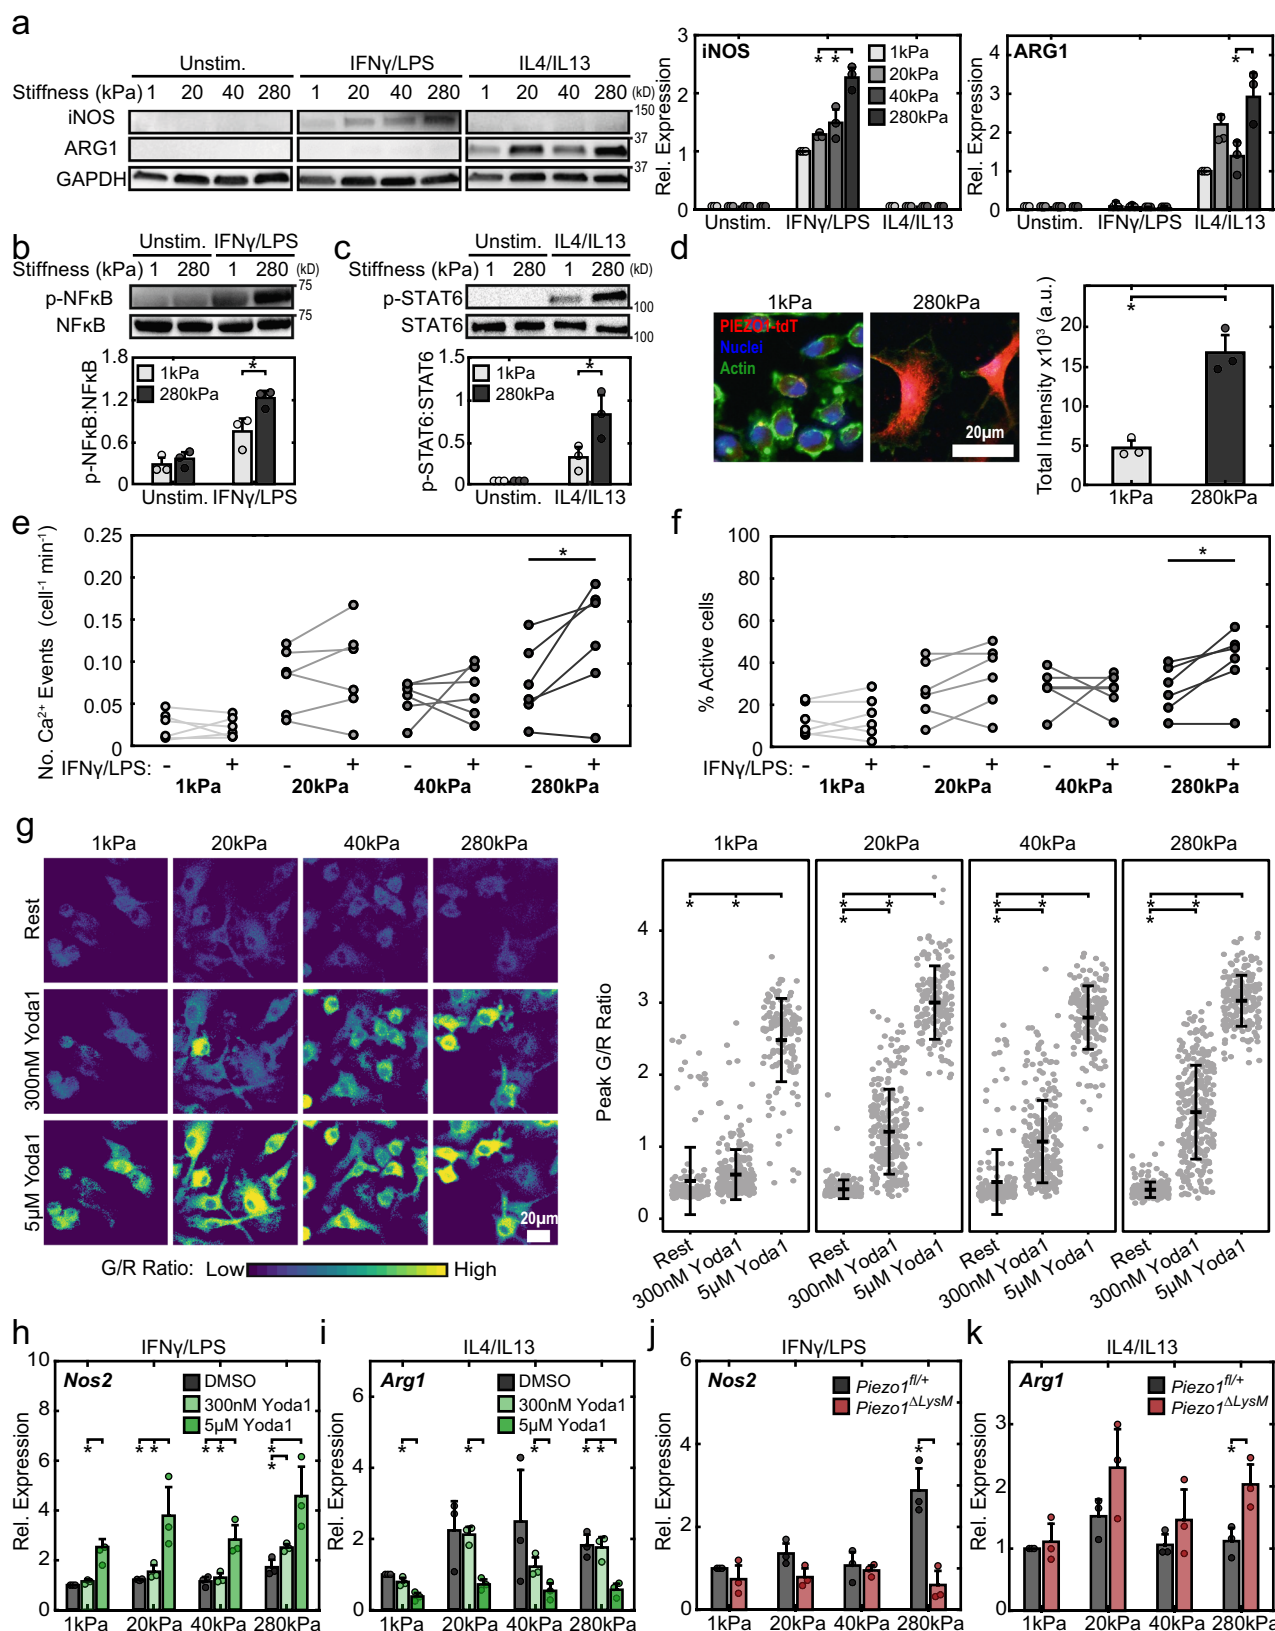 a
Unstim. IFNγ/LPS IL4/IL13
Stiffness (kPa) 1 20 40 280 1 20 40 280 1 20 40 280 (kD)
iNOS 150
ARG1 37
GAPDH 37
iNOS
1kPa
20kPa
40kPa
280kPa
* *
Rel. Expression
3
2
1
0
Unstim. IFNγ/LPS IL4/IL13
ARG1
*
Rel. Expression
4
3
2
1
0
Unstim. IFNγ/LPS IL4/IL13
b
Unstim. IFNγ/LPS
Stiffness (kPa) 1 280 1 280 (kD)
p-NFκB 75
NFκB 75
1kPa
280kPa
*
p-NFκB:NFκB
1.8
1.2
0.6
0
Unstim. IFNγ/LPS
c
Unstim. IL4/IL13
Stiffness (kPa) 1 280 1 280 (kD)
p-STAT6 100
STAT6 100
1kPa
280kPa
*
p-STAT6:STAT6
1.5
1
0.5
0
Unstim. IL4/IL13
d
1kPa 280kPa
PIEZO1-tdT
Nuclei
Actin
20μm
Total Intensity x10³ (a.u.)
*
20
15
10
5
0
1kPa 280kPa
e
No. Ca²⁺ Events (cell⁻¹ min⁻¹)
0.25
0.20
0.15
0.10
0.05
0
*
IFNγ/LPS: - + - + - + - +
1kPa 20kPa 40kPa 280kPa
f
% Active cells
100
80
60
40
20
0
*
IFNγ/LPS: - + - + - + - +
1kPa 20kPa 40kPa 280kPa
g
1kPa 20kPa 40kPa 280kPa
Rest
300nM Yoda1
5μM Yoda1
20μm
G/R Ratio: Low High
1kPa 20kPa 40kPa 280kPa
* * * * * * * *
* * * * * *
Peak G/R Ratio
4
3
2
1
0
Rest 300nM Yoda1 5μM Yoda1 Rest 300nM Yoda1 5μM Yoda1 Rest 300nM Yoda1 5μM Yoda1 Rest 300nM Yoda1 5μM Yoda1
h
IFNγ/LPS
Nos2
DMSO
300nM Yoda1
5μM Yoda1
* * * * * *
*
Rel. Expression
10
8
6
4
2
0
1kPa 20kPa 40kPa 280kPa
i
IL4/IL13
Arg1
DMSO
300nM Yoda1
5μM Yoda1
* * * * *
Rel. Expression
6
4
2
0
1kPa 20kPa 40kPa 280kPa
j
IFNγ/LPS
Nos2
Piezo1ᶠˡ/⁺
Piezo1ΔLysM
*
Rel. Expression
6
4
2
0
1kPa 20kPa 40kPa 280kPa
k
IL4/IL13
Arg1
Piezo1ᶠˡ/⁺
Piezo1ΔLysM
*
Rel. Expression
3
2
1
0
1kPa 20kPa 40kPa 280kPa